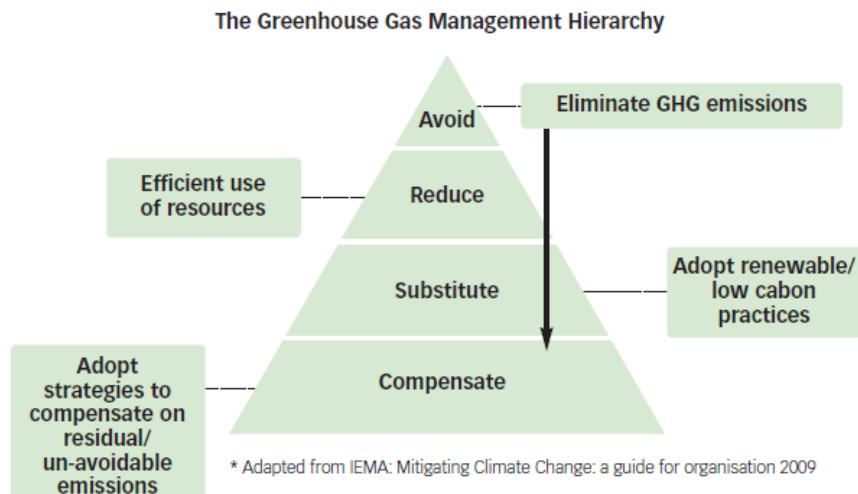 The Greenhouse Gas Management Hierarchy
Avoid
Eliminate GHG emissions
Efficient use
of resources
Reduce
Substitute
Adopt renewable/
low cabon
practices
Adopt
strategies to
compensate on
residual/
un-avoidable
emissions
Compensate
* Adapted from IEMA: Mitigating Climate Change: a guide for organisation 2009